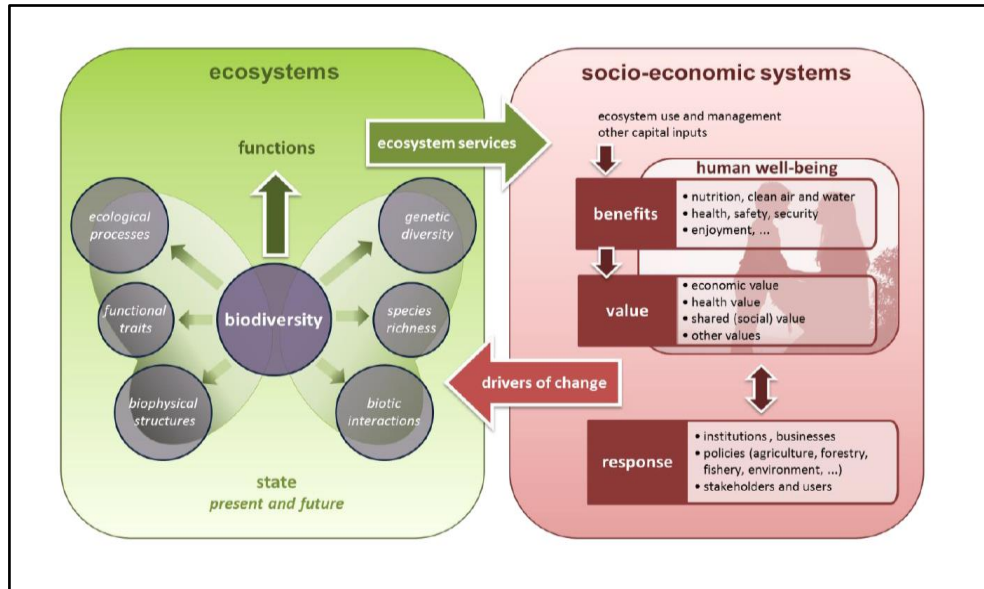 ecosystems
functions
ecological
processes
genetic
diversity
functional
traits
biodiversity
species
richness
biophysical
structures
biotic
interactions
state
present and future
ecosystem services
drivers of change
socio-economic systems
ecosystem use and management
other capital inputs
human well-being
benefits
• nutrition, clean air and water
• health, safety, security
• enjoyment, ...
value
• economic value
• health value
• shared (social) value
• other values
response
• institutions , businesses
• policies (agriculture, forestry,
fishery, environment, ...)
• stakeholders and users